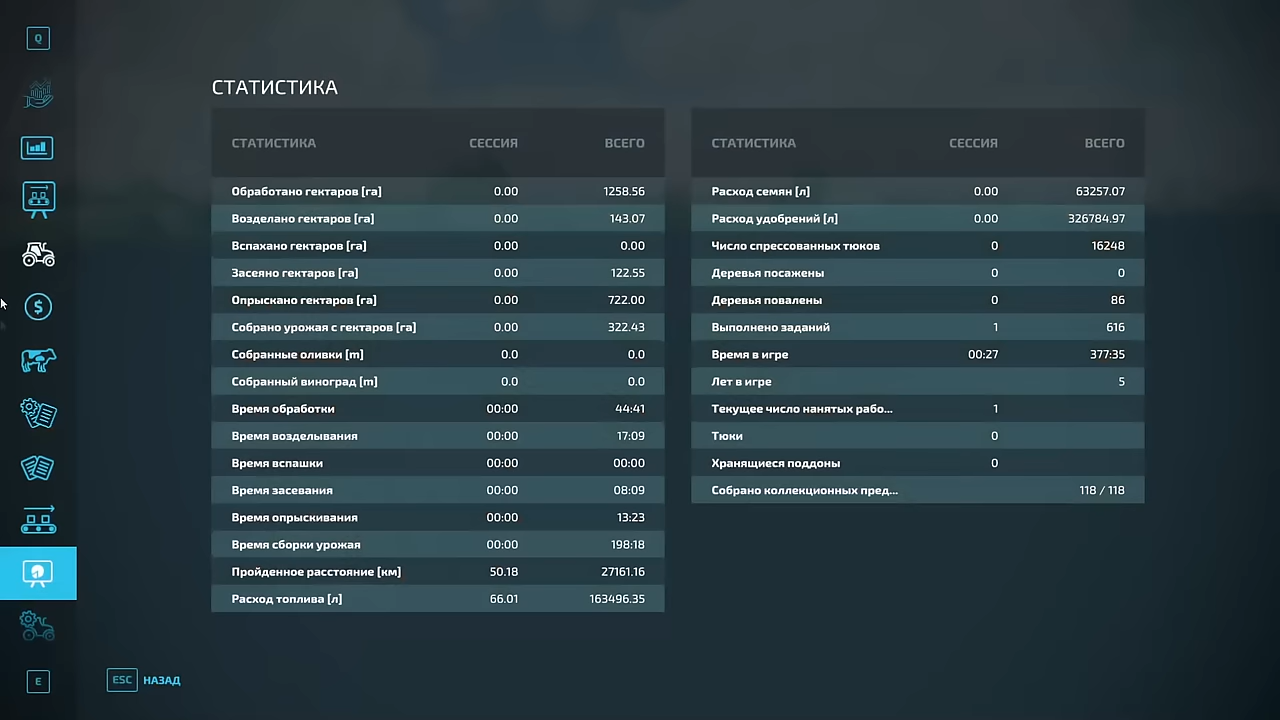 Q
СТАТИСТИКА
СТАТИСТИКА СЕССИЯ ВСЕГО
Обработано гектаров [га] 0.00 1258.56
Возделано гектаров [га] 0.00 143.07
Вспахано гектаров [га] 0.00 0.00
Засеяно гектаров [га] 0.00 122.55
Опрыскано гектаров [га] 0.00 722.00
Собрано урожая с гектаров [га] 0.00 322.43
Собранные оливки [m] 0.0 0.0
Собранный виноград [m] 0.0 0.0
Время обработки 00:00 44:41
Время возделывания 00:00 17:09
Время вспашки 00:00 00:00
Время засевания 00:00 08:09
Время опрыскивания 00:00 13:23
Время сборки урожая 00:00 198:18
Пройденное расстояние [км] 50.18 27161.16
Расход топлива [л] 66.01 163496.35
СТАТИСТИКА СЕССИЯ ВСЕГО
Расход семян [л] 0.00 63257.07
Расход удобрений [л] 0.00 326784.97
Число спрессованных тюков 0 16248
Деревья посажены 0 0
Деревья повалены 0 86
Выполнено заданий 1 616
Время в игре 00:27 377:35
Лет в игре 5
Текущее число нанятых рабо... 1
Тюки 0
Хранящиеся поддоны 0
Собрано коллекционных пред... 118 / 118
E
ESC НАЗАД